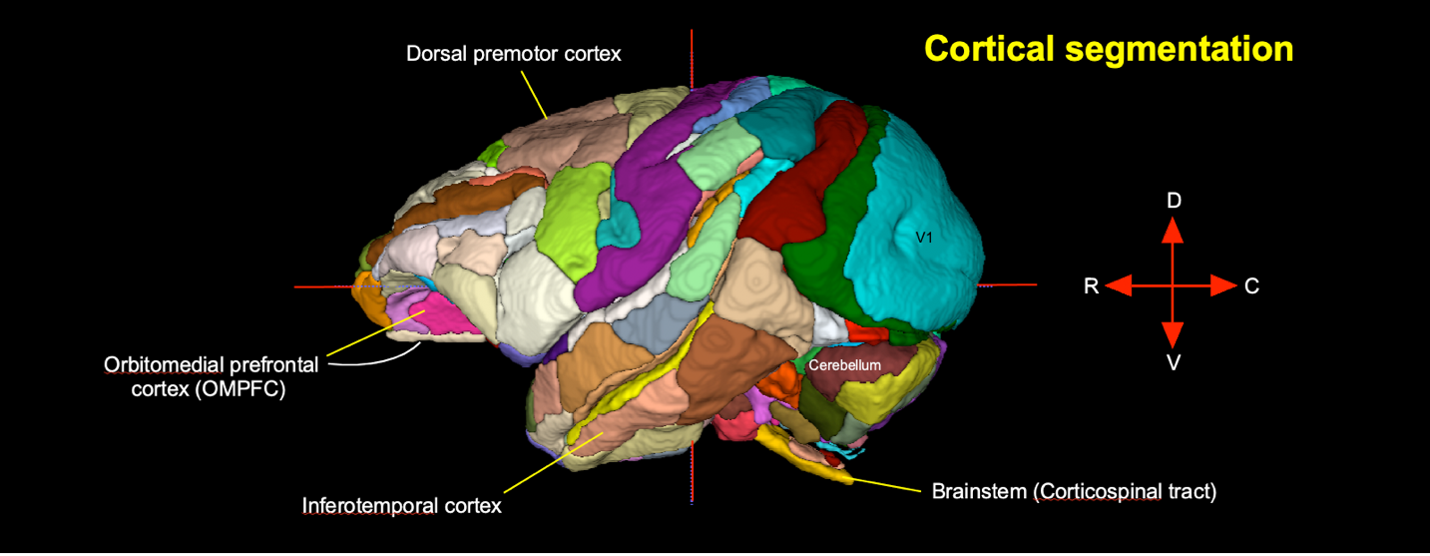 Cortical segmentation
Dorsal premotor cortex
D
V1
R
C
V
Orbitomedial prefrontal
cortex (OMPFC)
Cerebellum
Inferotemporal cortex
Brainstem (Corticospinal tract)